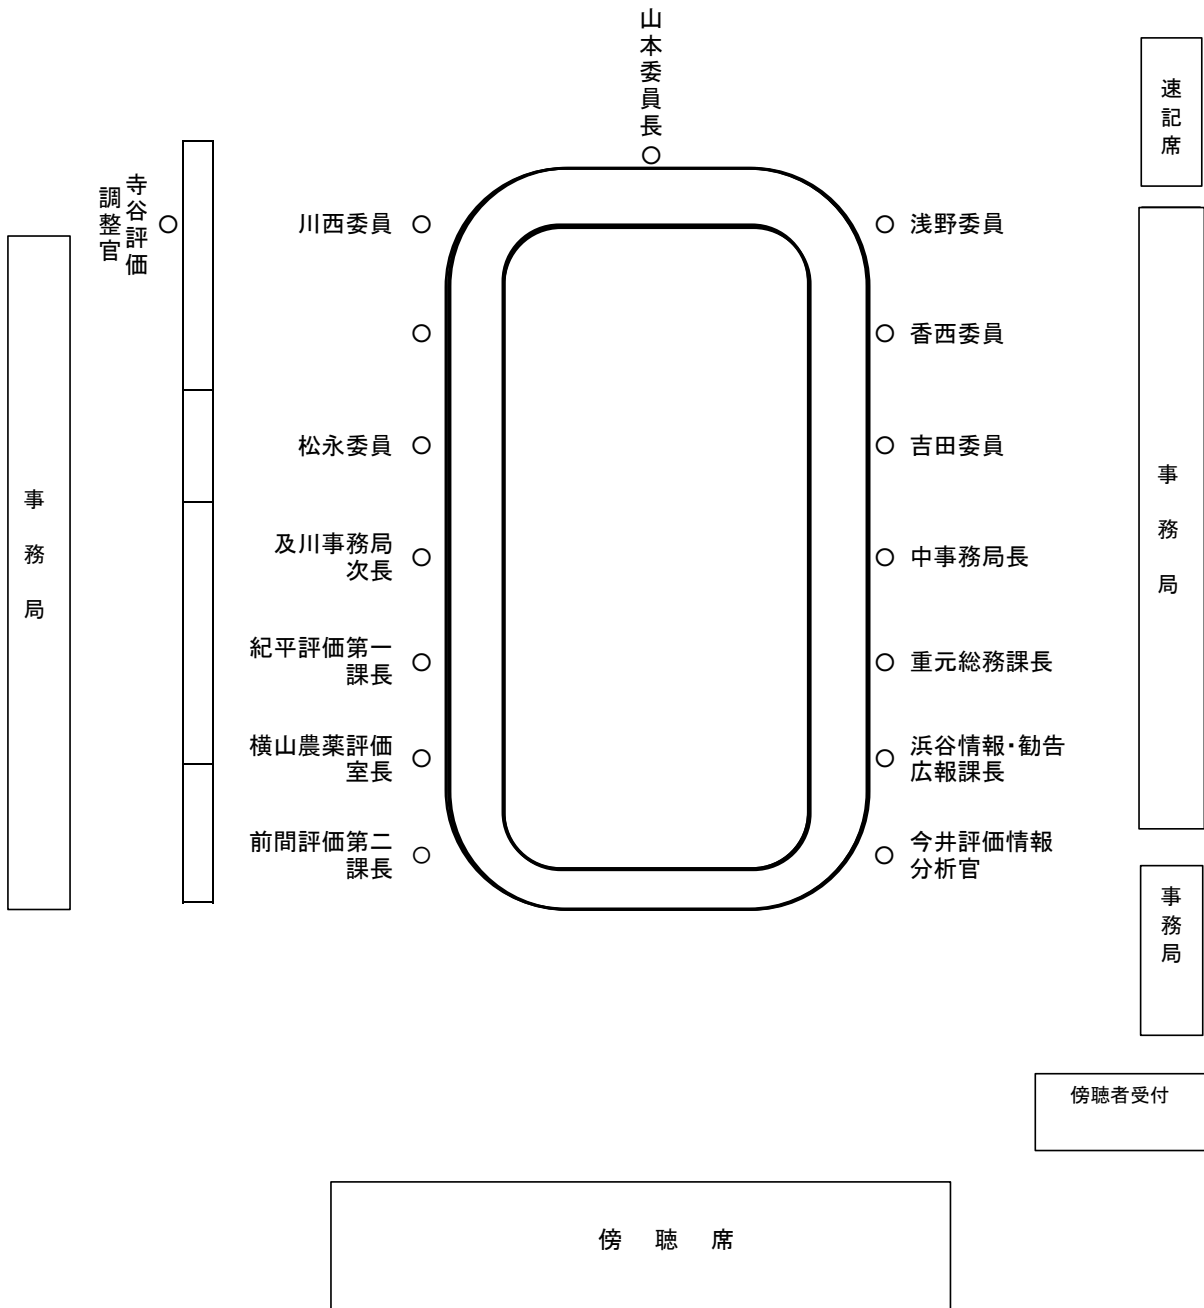 山本委員長
速記席
寺谷評価
調整官
川西委員
浅野委員
香西委員
松永委員
吉田委員
事務局
事務局
及川事務局
次長
中事務局長
紀平評価第一
課長
重元総務課長
横山農薬評価
室長
浜谷情報・勧告
広報課長
前間評価第二
課長
今井評価情報
分析官
事務局
傍聴者受付
傍聴席